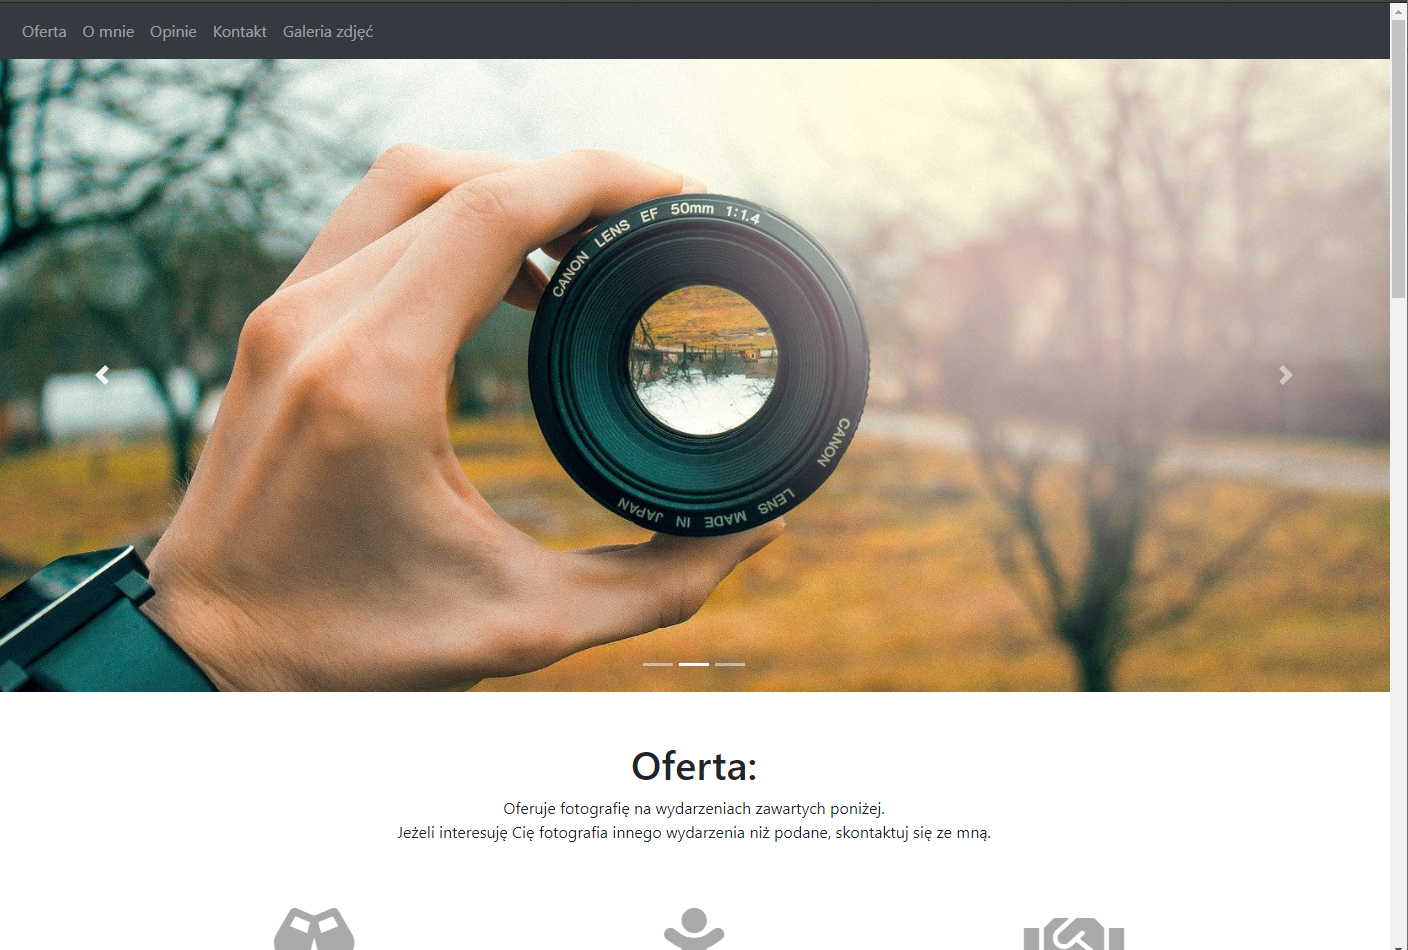 Oferta O mnie Opinie Kontakt Galeria zdjęć
CANON LENS EF 50mm 1:1.4
CANON LENS MADE IN JAPAN
Oferta:
Oferuje fotografię na wydarzeniach zawartych poniżej.
Jeżeli interesuję Cię fotografia innego wydarzenia niż podane, skontaktuj się ze mną.